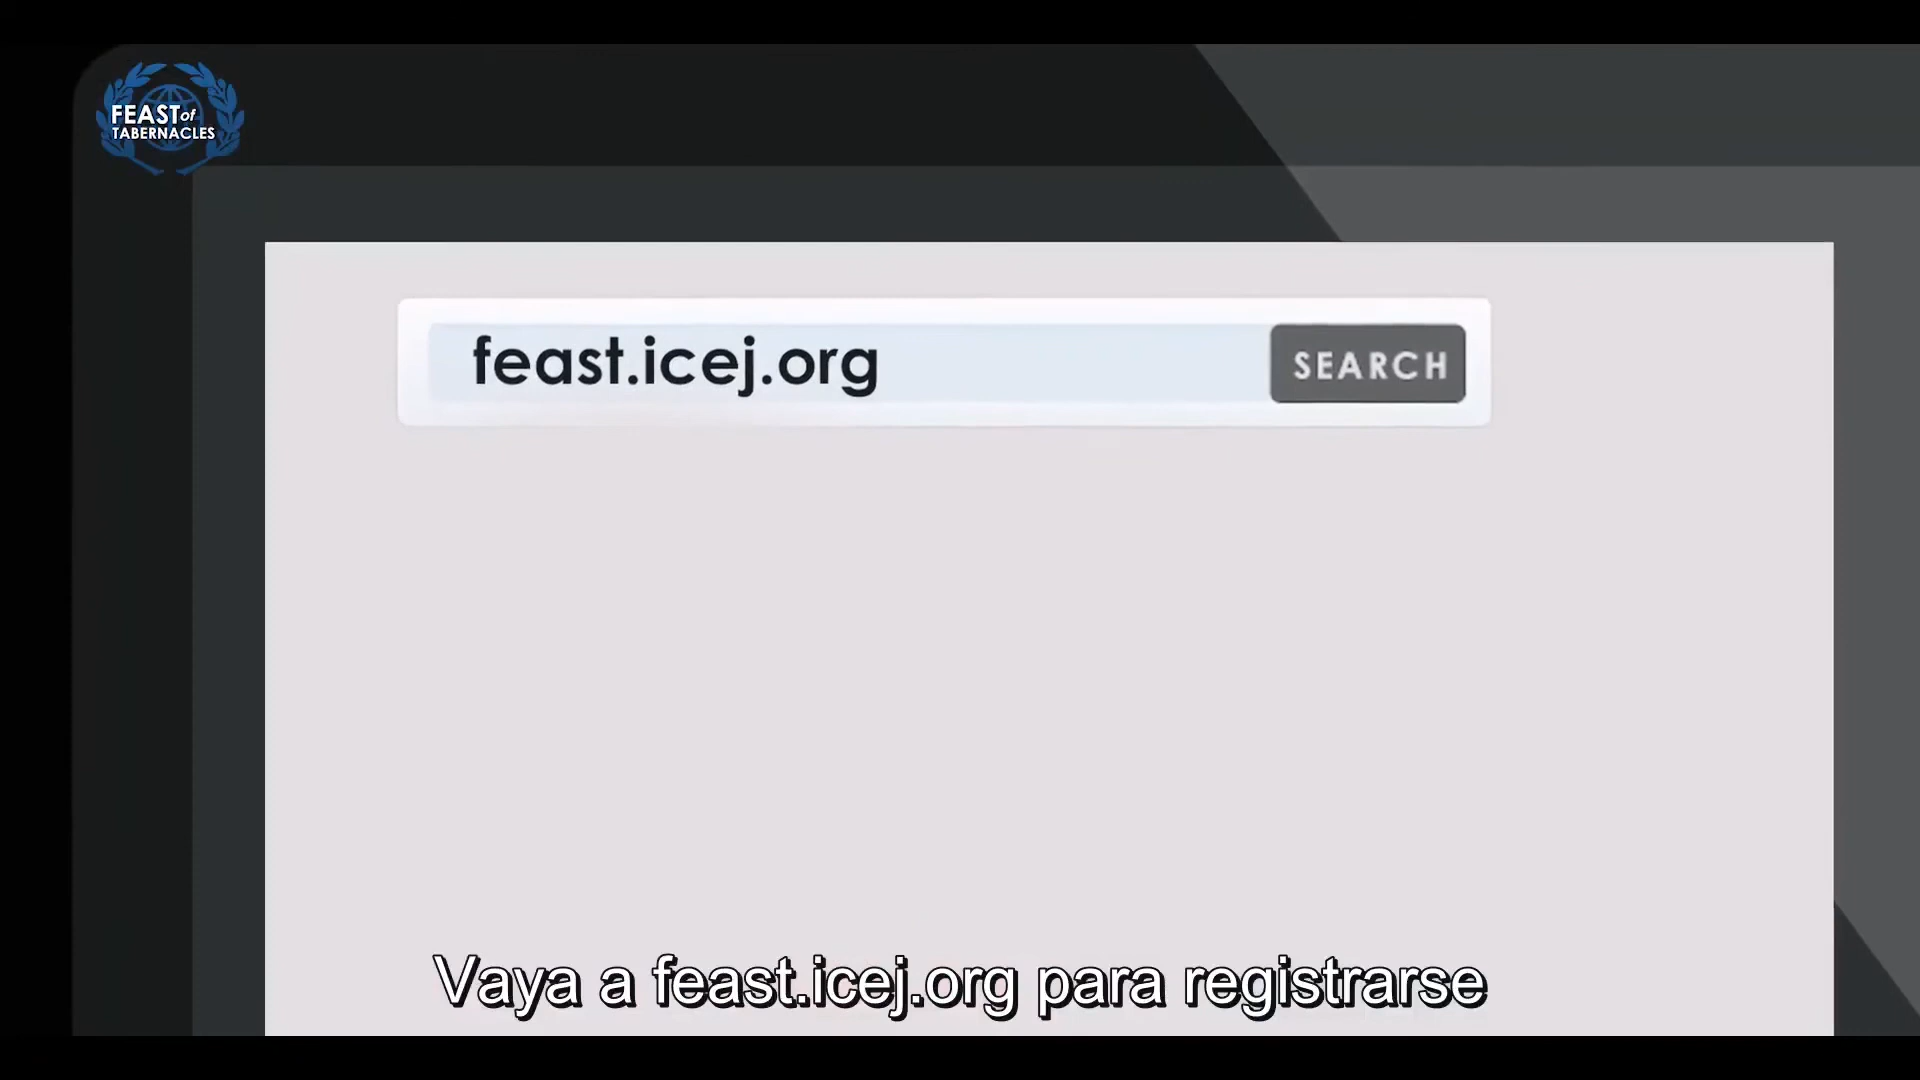 FEAST of
TABERNACLES
feast.icej.org
SEARCH
Vaya a feast.icej.org para registrarse